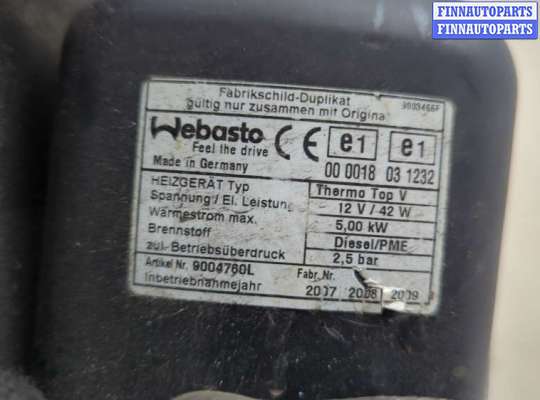 FINNAUTOPARTS
FINNAUTOPARTS
Fabrikschild-Duplikat
gültig nur zusammen mit Original
Webasto CE e1 e1
Feel the drive
Made in Germany 00 0018 03 1232
HEIZGERÄT Typ Thermo Top V
Spannung / El. Leistung 12 V / 42 W
Wärmestrom max. 5,00 kW
Brennstoff Diesel/PME
zul. Betriebsüberdruck 2,5 bar
Artikel Nr. 9004760L Fabr. Nr.
Inbetriebnahmejahr 2007 2008 2009